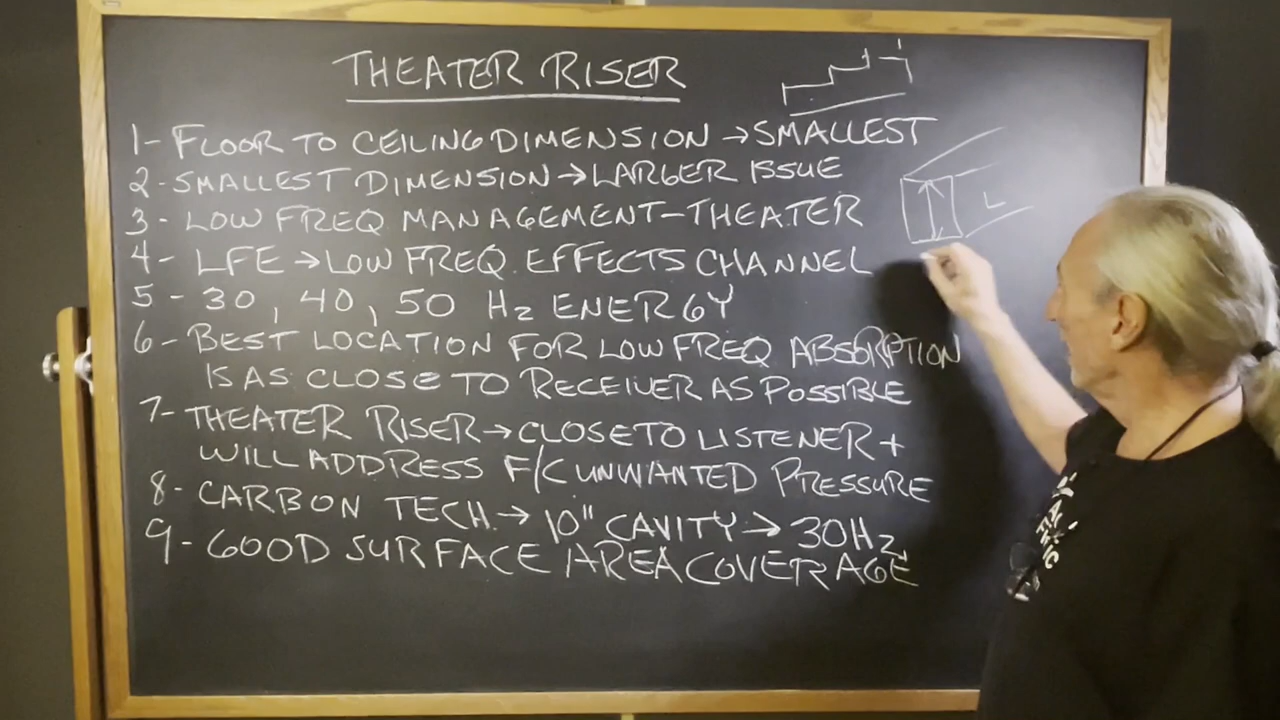 THEATER RISER
1- FLOOR TO CEILING DIMENSION → SMALLEST
2- SMALLEST DIMENSION → LARGER ISSUE
3- LOW FREQ MANAGEMENT-THEATER
L
4- LFE → LOW FREQ. EFFECTS CHANNEL
5- 30, 40, 50 Hz ENERGY
6- BEST LOCATION FOR LOW FREQ ABSORPTION
IS AS CLOSE TO RECEIVER AS POSSIBLE
7- THEATER RISER → CLOSE TO LISTENER +
WILL ADDRESS F/C UNWANTED PRESSURE
8- CARBON TECH. → 10" CAVITY → 30Hz
9- GOOD SURFACE AREA COVERAGE